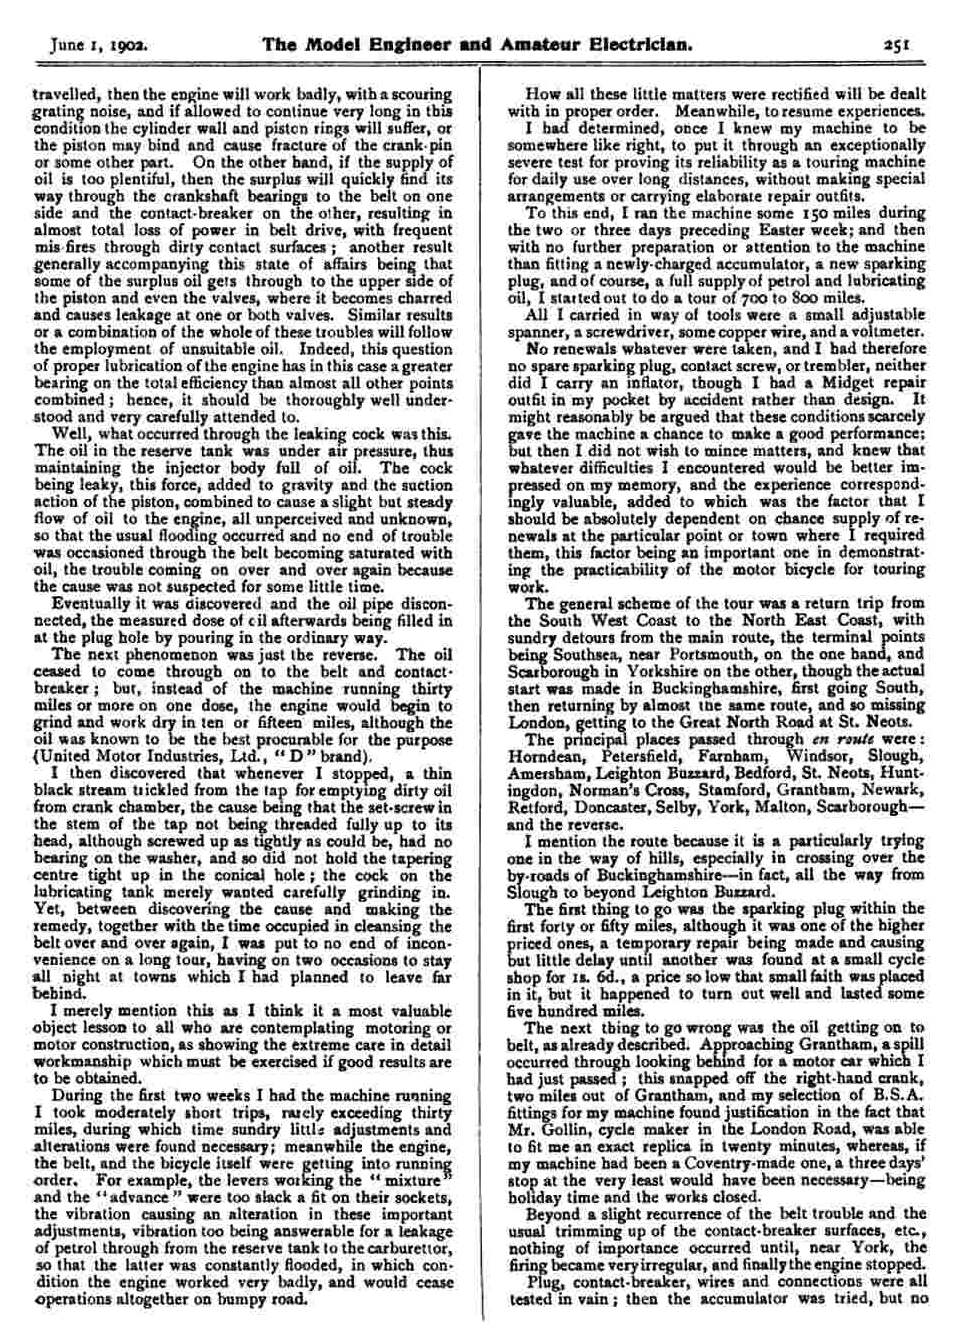 June 1, 1902. The Model Engineer and Amateur Electrician. 251
travelled, then the engine will work badly, with a scouring
grating noise, and if allowed to continue very long in this
condition the cylinder wall and piston rings will suffer, or
the piston may bind and cause fracture of the crank-pin
or some other part. On the other hand, if the supply of
oil is too plentiful, then the surplus will quickly find its
way through the crankshaft bearings to the belt on one
side and the contact-breaker on the other, resulting in
almost total loss of power in belt drive, with frequent
mis-fires through dirty contact surfaces; another result
generally accompanying this state of affairs being that
some of the surplus oil gets through to the upper side of
the piston and even the valves, where it becomes charred
and causes leakage at one or both valves. Similar results
or a combination of the whole of these troubles will follow
the employment of unsuitable oil. Indeed, this question
of proper lubrication of the engine has in this case a greater
bearing on the total efficiency than almost all other points
combined; hence, it should be thoroughly well under-
stood and very carefully attended to.
Well, what occurred through the leaking cock was this.
The oil in the reserve tank was under air pressure, thus
maintaining the injector body full of oil. The cock
being leaky, this force, added to gravity and the suction
action of the piston, combined to cause a slight but steady
flow of oil to the engine, all unperceived and unknown,
so that the usual flooding occurred and no end of trouble
was occasioned through the belt becoming saturated with
oil, the trouble coming on over and over again because
the cause was not suspected for some little time.
Eventually it was discovered and the oil pipe discon-
nected, the measured dose of oil afterwards being filled in
at the plug hole by pouring in the ordinary way.
The next phenomenon was just the reverse. The oil
ceased to come through on to the belt and contact-
breaker; but, instead of the machine running thirty
miles or more on one dose, the engine would begin to
grind and work dry in ten or fifteen miles, although the
oil was known to be the best procurable for the purpose
(United Motor Industries, Ltd., "D" brand).
I then discovered that whenever I stopped, a thin
black stream trickled from the tap for emptying dirty oil
from crank chamber, the cause being that the set-screw in
the stem of the tap not being threaded fully up to its
head, although screwed up as tightly as could be, had no
bearing on the washer, and so did not hold the tapering
centre tight up in the conical hole; the cock on the
lubricating tank merely wanted carefully grinding in.
Yet, between discovering the cause and making the
remedy, together with the time occupied in cleansing the
belt over and over again, I was put to no end of incon-
venience on a long tour, having on two occasions to stay
all night at towns which I had planned to leave far
behind.
I merely mention this as I think it a most valuable
object lesson to all who are contemplating motoring or
motor construction, as showing the extreme care in detail
workmanship which must be exercised if good results are
to be obtained.
During the first two weeks I had the machine running
I took moderately short trips, rarely exceeding thirty
miles, during which time sundry little adjustments and
alterations were found necessary; meanwhile the engine,
the belt, and the bicycle itself were getting into running
order. For example, the levers working the "mixture"
and the "advance" were too slack a fit on their sockets,
the vibration causing an alteration in these important
adjustments, vibration too being answerable for a leakage
of petrol through from the reserve tank to the carburettor,
so that the latter was constantly flooded, in which con-
dition the engine worked very badly, and would cease
operations altogether on bumpy road.
How all these little matters were rectified will be dealt
with in proper order. Meanwhile, to resume experiences.
I had determined, once I knew my machine to be
somewhere like right, to put it through an exceptionally
severe test for proving its reliability as a touring machine
for daily use over long distances, without making special
arrangements or carrying elaborate repair outfits.
To this end, I ran the machine some 150 miles during
the two or three days preceding Easter week; and then
with no further preparation or attention to the machine
than fitting a newly-charged accumulator, a new sparking
plug, and of course, a full supply of petrol and lubricating
oil, I started out to do a tour of 700 to 800 miles.
All I carried in way of tools were a small adjustable
spanner, a screwdriver, some copper wire, and a voltmeter.
No renewals whatever were taken, and I had therefore
no spare sparking plug, contact screw, or trembler, neither
did I carry an inflator, though I had a Midget repair
outfit in my pocket by accident rather than design. It
might reasonably be argued that these conditions scarcely
gave the machine a chance to make a good performance;
but then I did not wish to mince matters, and knew that
whatever difficulties I encountered would be better im-
pressed on my memory, and the experience correspond-
ingly valuable, added to which was the factor that I
should be absolutely dependent on chance supply of re-
newals at the particular point or town where I required
them, this factor being an important one in demonstrat-
ing the practicability of the motor bicycle for touring
work.
The general scheme of the tour was a return trip from
the South West Coast to the North East Coast, with
sundry detours from the main route, the terminal points
being Southsea, near Portsmouth, on the one hand, and
Scarborough in Yorkshire on the other, though the actual
start was made in Buckinghamshire, first going South,
then returning by almost the same route, and so missing
London, getting to the Great North Road at St. Neots.
The principal places passed through en route were:
Horndean, Petersfield, Farnham, Windsor, Slough,
Amersham, Leighton Buzzard, Bedford, St. Neots, Hunt-
ingdon, Norman's Cross, Stamford, Grantham, Newark,
Retford, Doncaster, Selby, York, Malton, Scarborough—
and the reverse.
I mention the route because it is a particularly trying
one in the way of hills, especially in crossing over the
by-roads of Buckinghamshire—in fact, all the way from
Slough to beyond Leighton Buzzard.
The first thing to go was the sparking plug within the
first forty or fifty miles, although it was one of the higher
priced ones, a temporary repair being made and causing
but little delay until another was found at a small cycle
shop for 1s. 6d., a price so low that small faith was placed
in it, but it happened to turn out well and lasted some
five hundred miles.
The next thing to go wrong was the oil getting on to
belt, as already described. Approaching Grantham, a spill
occurred through looking behind for a motor car which I
had just passed; this snapped off the right-hand crank,
two miles out of Grantham, and my selection of B.S.A.
fittings for my machine found justification in the fact that
Mr. Gollin, cycle maker in the London Road, was able
to fit me an exact replica in twenty minutes, whereas, if
my machine had been a Coventry-made one, a three days'
stop at the very least would have been necessary—being
holiday time and the works closed.
Beyond a slight recurrence of the belt trouble and the
usual trimming up of the contact-breaker surfaces, etc.,
nothing of importance occurred until, near York, the
firing became very irregular, and finally the engine stopped.
Plug, contact-breaker, wires and connections were all
tested in vain; then the accumulator was tried, but no